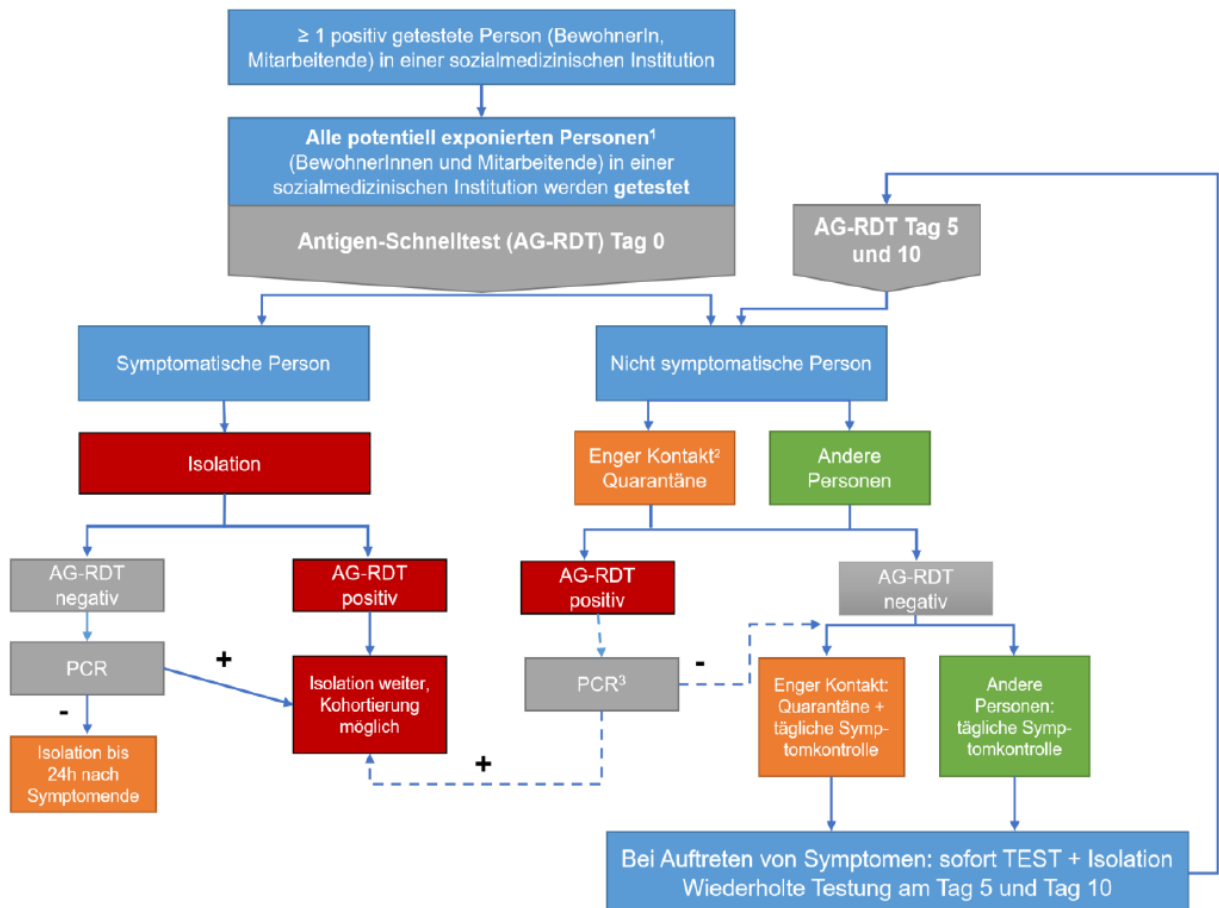 ≥ 1 positiv getestete Person (BewohnerIn,
Mitarbeitende) in einer sozialmedizinischen Institution
Alle potentiell exponierten Personen¹
(BewohnerInnen und Mitarbeitende) in einer
sozialmedizinischen Institution werden getestet
Antigen-Schnelltest (AG-RDT) Tag 0
AG-RDT Tag 5
und 10
Symptomatische Person
Nicht symptomatische Person
Isolation
Enger Kontakt²
Quarantäne
Andere
Personen
AG-RDT
negativ
AG-RDT
positiv
AG-RDT
positiv
AG-RDT
negativ
PCR
+
-
Isolation bis
24h nach
Symptomende
Isolation weiter,
Kohortierung
möglich
PCR³
-
+
Enger Kontakt:
Quarantäne +
tägliche Symp-
tomkontrolle
Andere
Personen:
tägliche Symp-
tomkontrolle
Bei Auftreten von Symptomen: sofort TEST + Isolation
Wiederholte Testung am Tag 5 und Tag 10